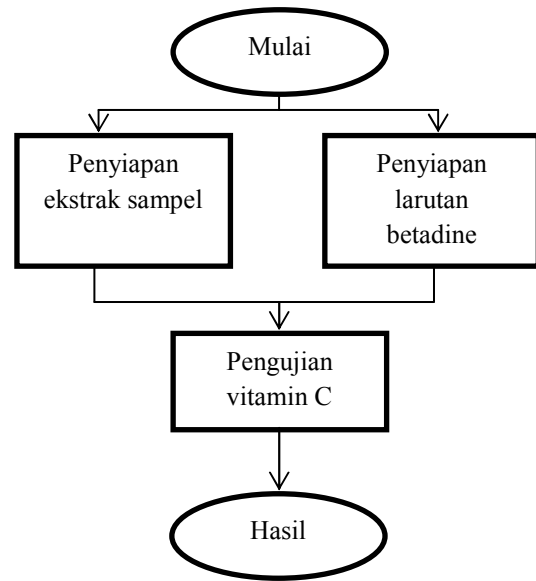 Mulai
Penyiapan
ekstrak sampel
Penyiapan
larutan
betadine
Pengujian
vitamin C
Hasil